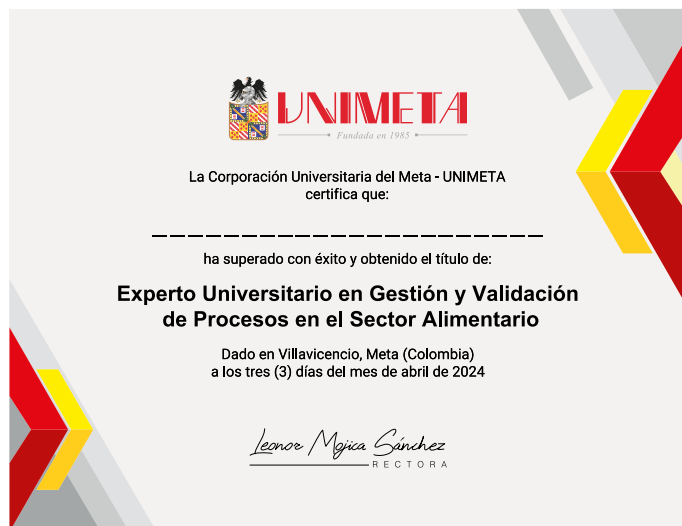 UNIMETA
Fundada en 1985
La Corporación Universitaria del Meta - UNIMETA
certifica que:
ha superado con éxito y obtenido el título de:
Experto Universitario en Gestión y Validación
de Procesos en el Sector Alimentario
Dado en Villavicencio, Meta (Colombia)
a los tres (3) días del mes de abril de 2024
Leonor Mojica Sánchez
RECTORA